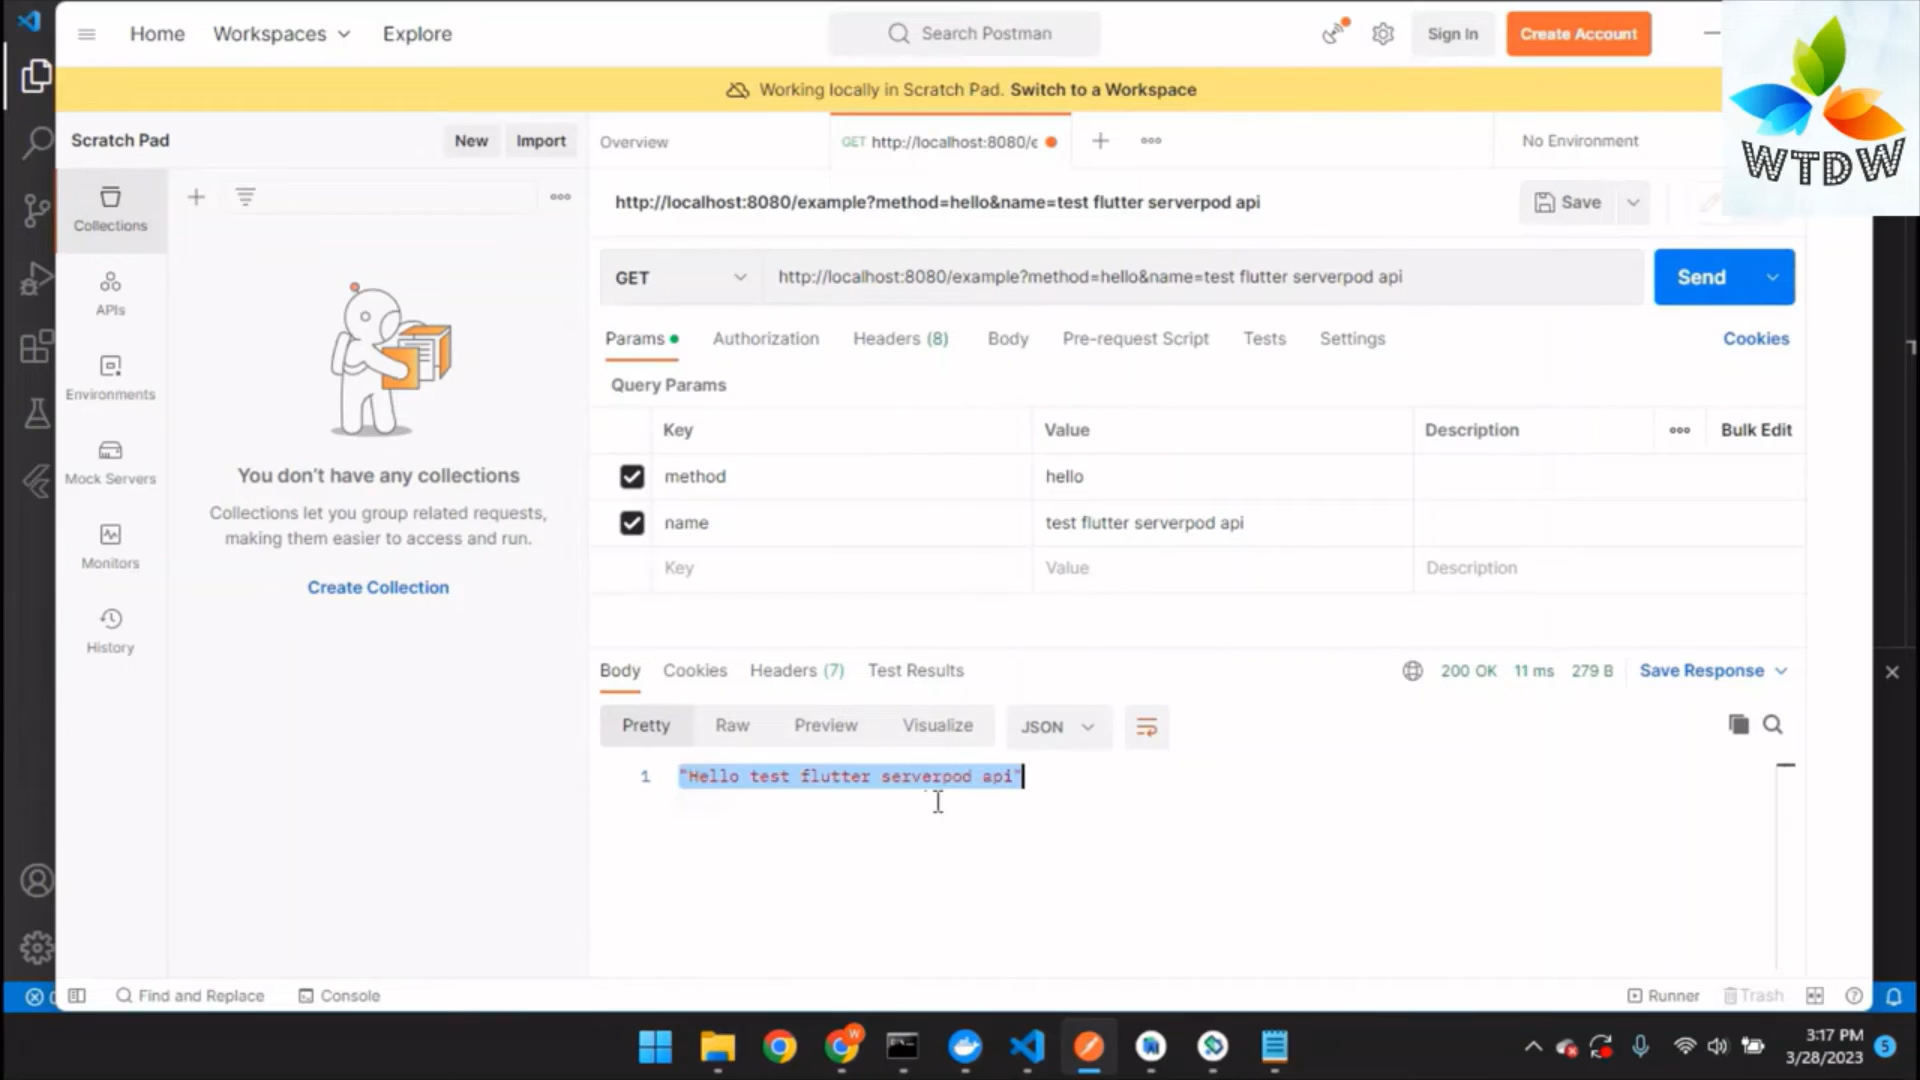 Home Workspaces Explore Search Postman Sign In Create Account
Working locally in Scratch Pad. Switch to a Workspace
WTDW
Scratch Pad New Import
Overview GET http://localhost:8080/e No Environment
Collections
APIs
Environments
Mock Servers
Monitors
History
You don't have any collections
Collections let you group related requests,
making them easier to access and run.
Create Collection
http://localhost:8080/example?method=hello&name=test flutter serverpod api Save
GET http://localhost:8080/example?method=hello&name=test flutter serverpod api Send
Params Authorization Headers (8) Body Pre-request Script Tests Settings Cookies
Query Params
Key Value Description Bulk Edit
method hello
name test flutter serverpod api
Key Value Description
Body Cookies Headers (7) Test Results 200 OK 11 ms 279 B Save Response
Pretty Raw Preview Visualize JSON
1 "Hello test flutter serverpod api"
Find and Replace Console Runner Trash
W
3:17 PM
3/28/2023 5